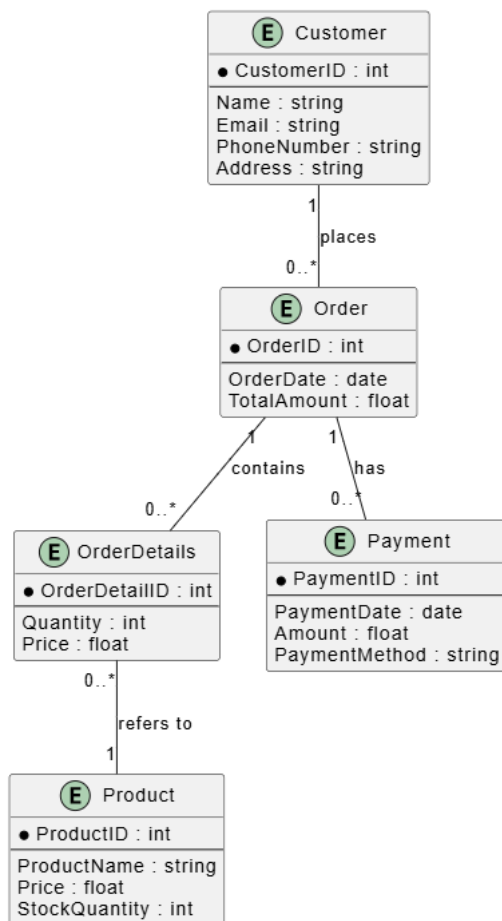 E Customer
● CustomerID : int
Name : string
Email : string
PhoneNumber : string
Address : string
1
places
0..*
E Order
● OrderID : int
OrderDate : date
TotalAmount : float
1
1
contains
has
0..*
0..*
E OrderDetails
● OrderDetailID : int
Quantity : int
Price : float
E Payment
● PaymentID : int
PaymentDate : date
Amount : float
PaymentMethod : string
0..*
refers to
1
E Product
● ProductID : int
ProductName : string
Price : float
StockQuantity : int